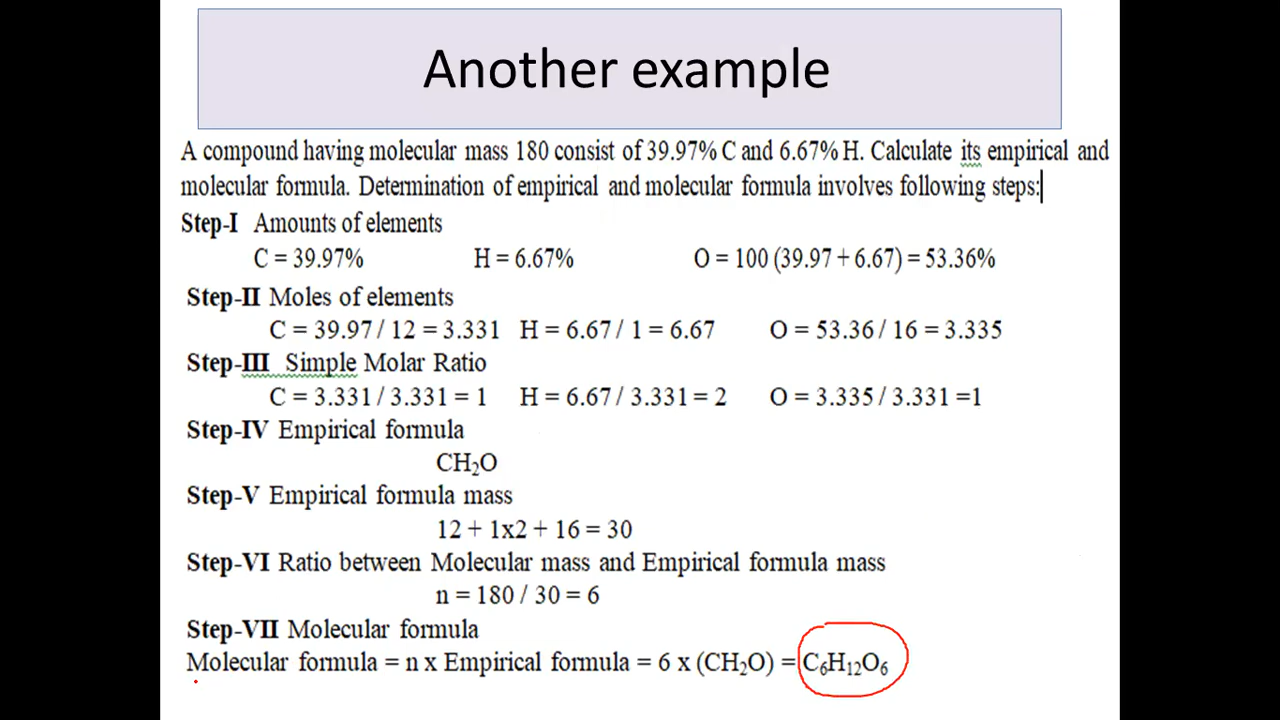 Another example
A compound having molecular mass 180 consist of 39.97% C and 6.67% H. Calculate its empirical and
molecular formula. Determination of empirical and molecular formula involves following steps:
Step-I Amounts of elements
C = 39.97% H = 6.67% O = 100 (39.97 + 6.67) = 53.36%
Step-II Moles of elements
C = 39.97 / 12 = 3.331 H = 6.67 / 1 = 6.67 O = 53.36 / 16 = 3.335
Step-III Simple Molar Ratio
C = 3.331 / 3.331 = 1 H = 6.67 / 3.331 = 2 O = 3.335 / 3.331 =1
Step-IV Empirical formula
CH₂O
Step-V Empirical formula mass
12 + 1x2 + 16 = 30
Step-VI Ratio between Molecular mass and Empirical formula mass
n = 180 / 30 = 6
Step-VII Molecular formula
Molecular formula = n x Empirical formula = 6 x (CH₂O) = C₆H₁₂O₆